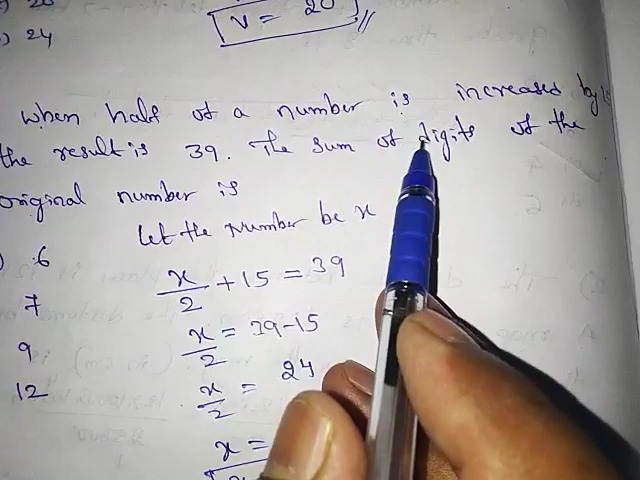 24
V = 20
when half of a number is increased by
the result is 39. The sum of digits of the
original number is
let the number be x
6
x/2 + 15 = 39
7
x/2 = 39-15
9
x/2 = 24
12
x =